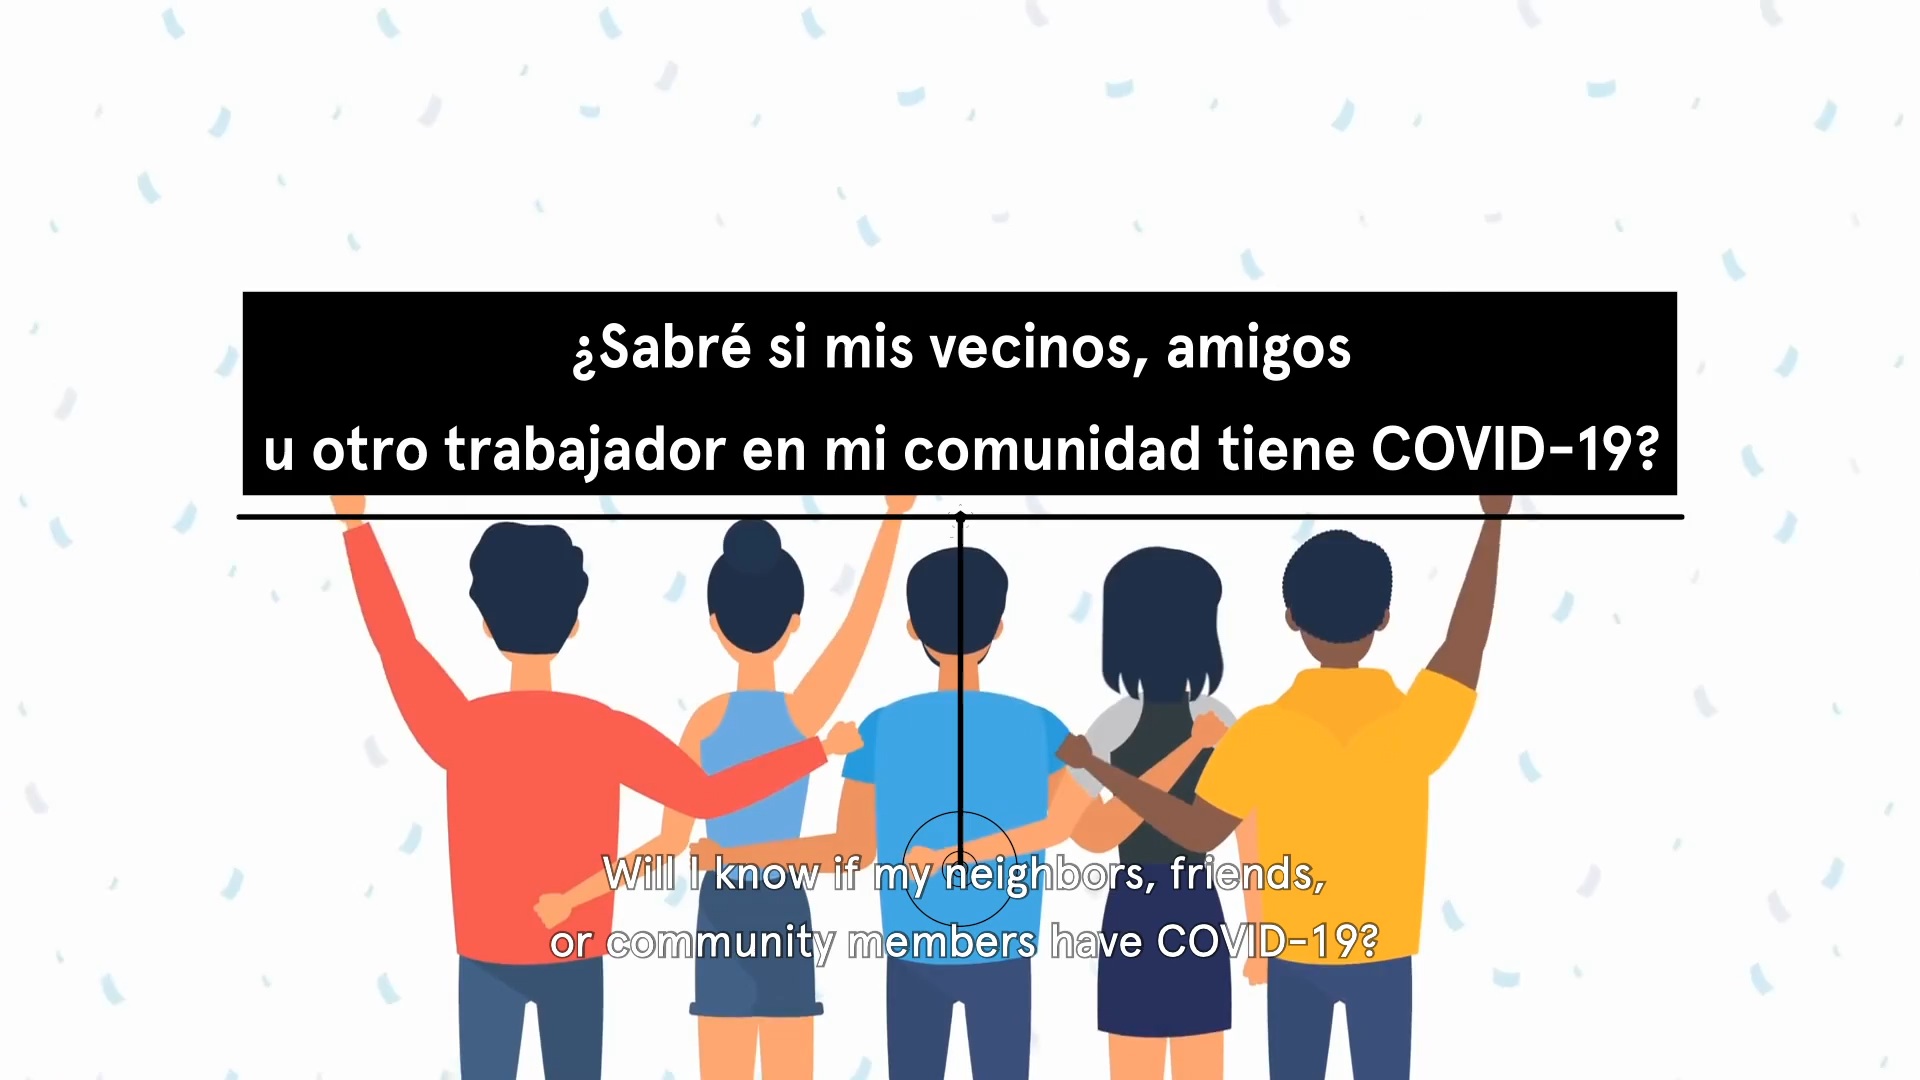 ¿Sabré si mis vecinos, amigos
u otro trabajador en mi comunidad tiene COVID-19?
Will I know if my neighbors, friends,
or community members have COVID-19?